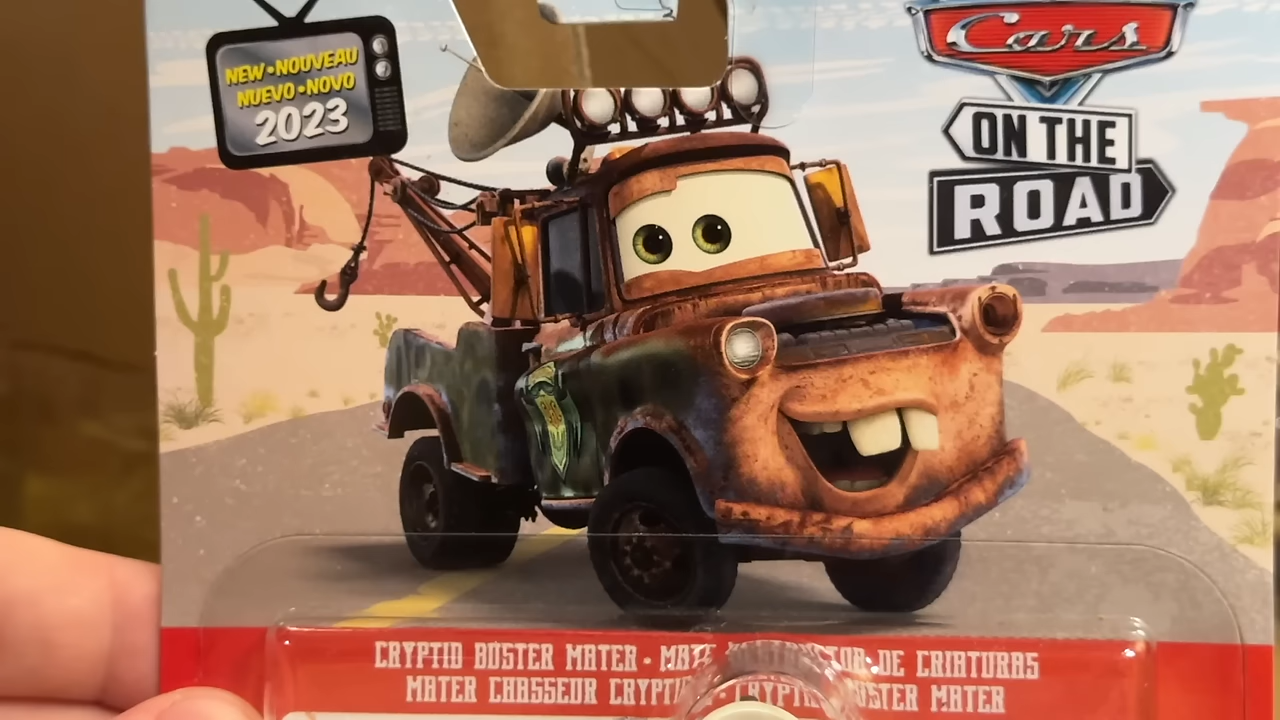 NEW•NOUVEAU
NUEVO•NOVO
2023
Cars
ON THE
ROAD
CRYPTID BUSTER MATER • MATE DE CRIATURAS
MATER CHASSEUR BUSTER MATER